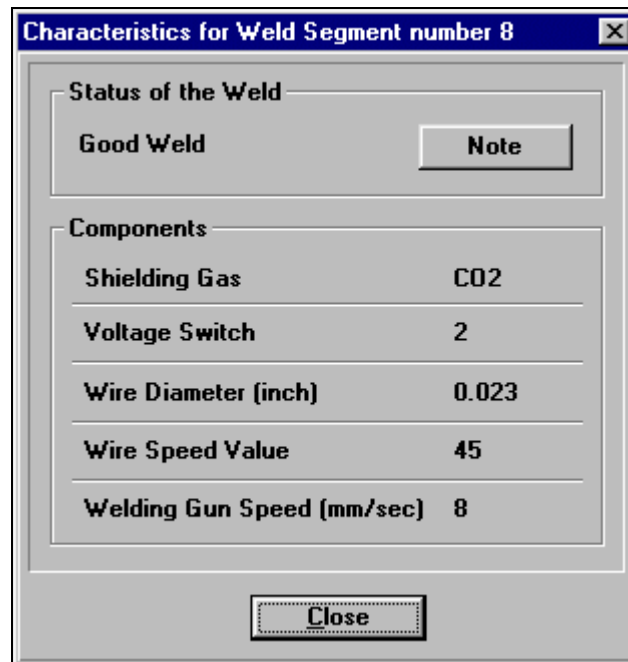 Characteristics for Weld Segment number 8
Status of the Weld
Good Weld Note
Components
Shielding Gas CO2
Voltage Switch 2
Wire Diameter (inch) 0.023
Wire Speed Value 45
Welding Gun Speed (mm/sec) 8
Close